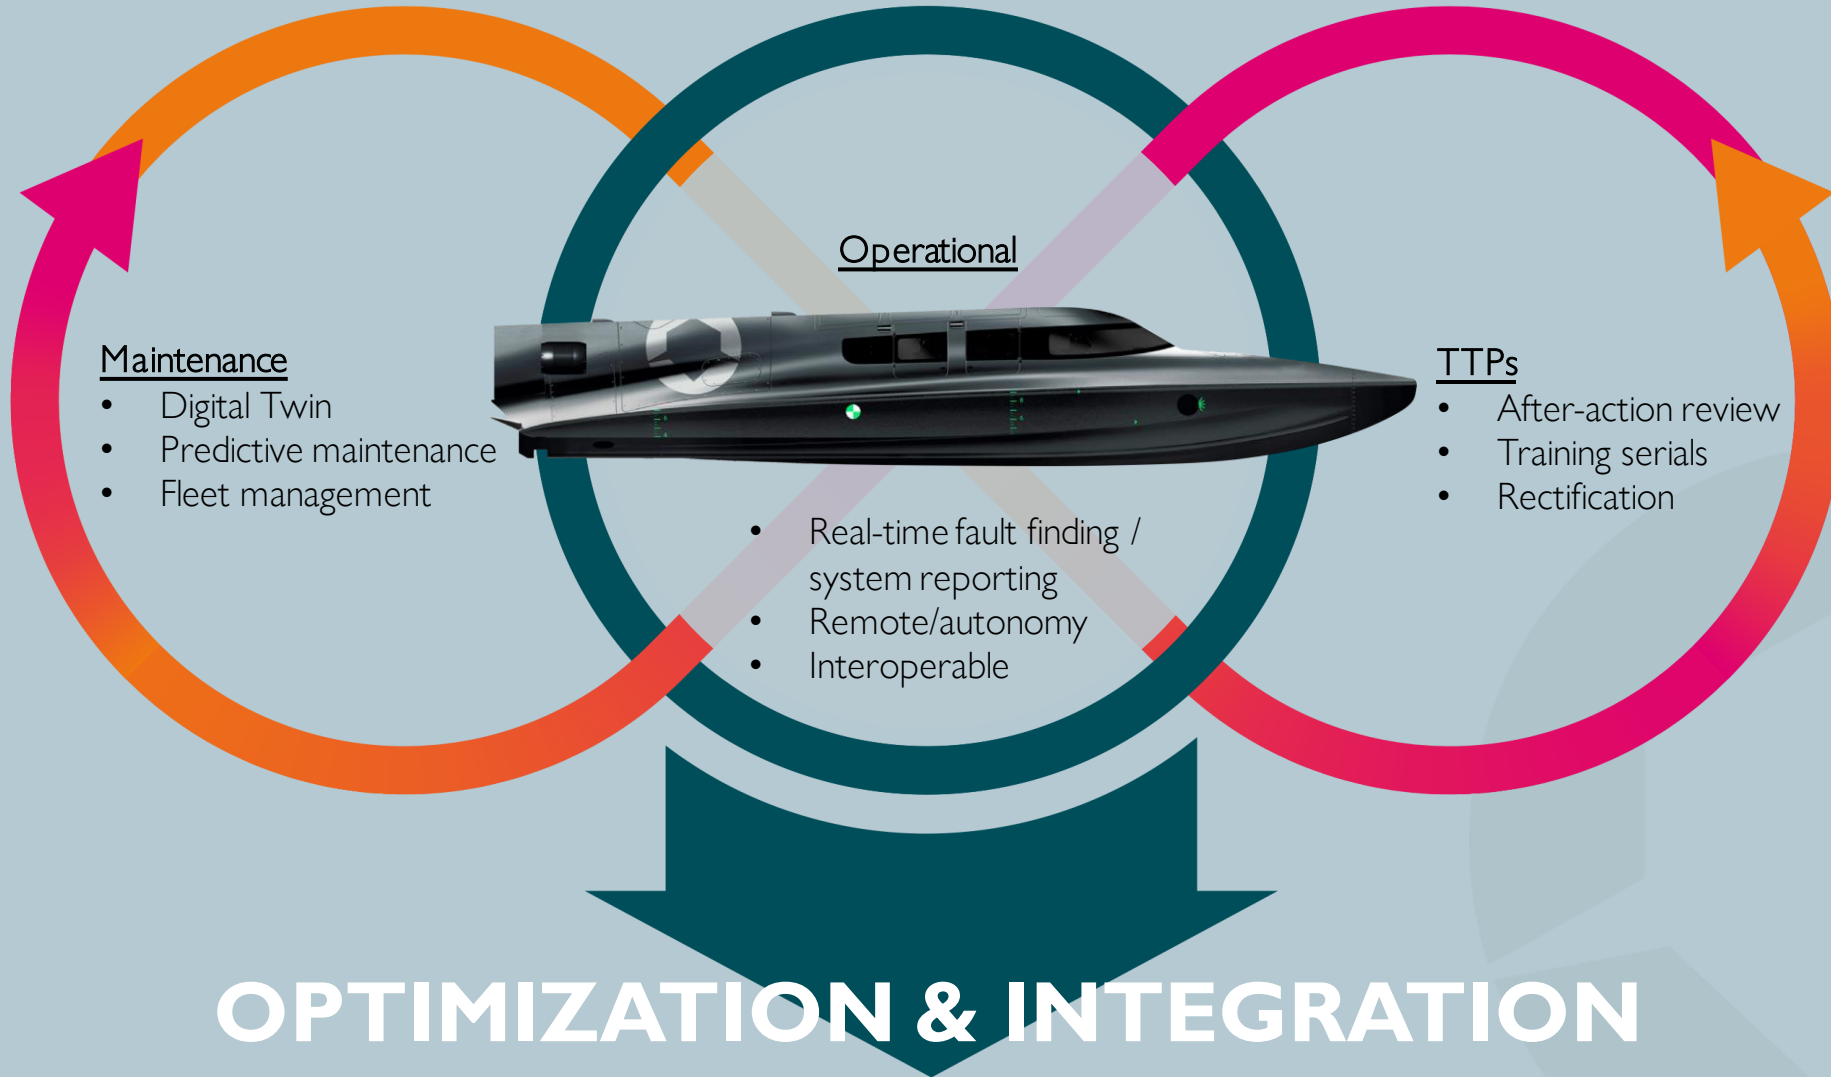 Operational
Maintenance
• Digital Twin
• Predictive maintenance
• Fleet management
TTPs
• After-action review
• Training serials
• Rectification
• Real-time fault finding /
system reporting
• Remote/autonomy
• Interoperable
OPTIMIZATION & INTEGRATION